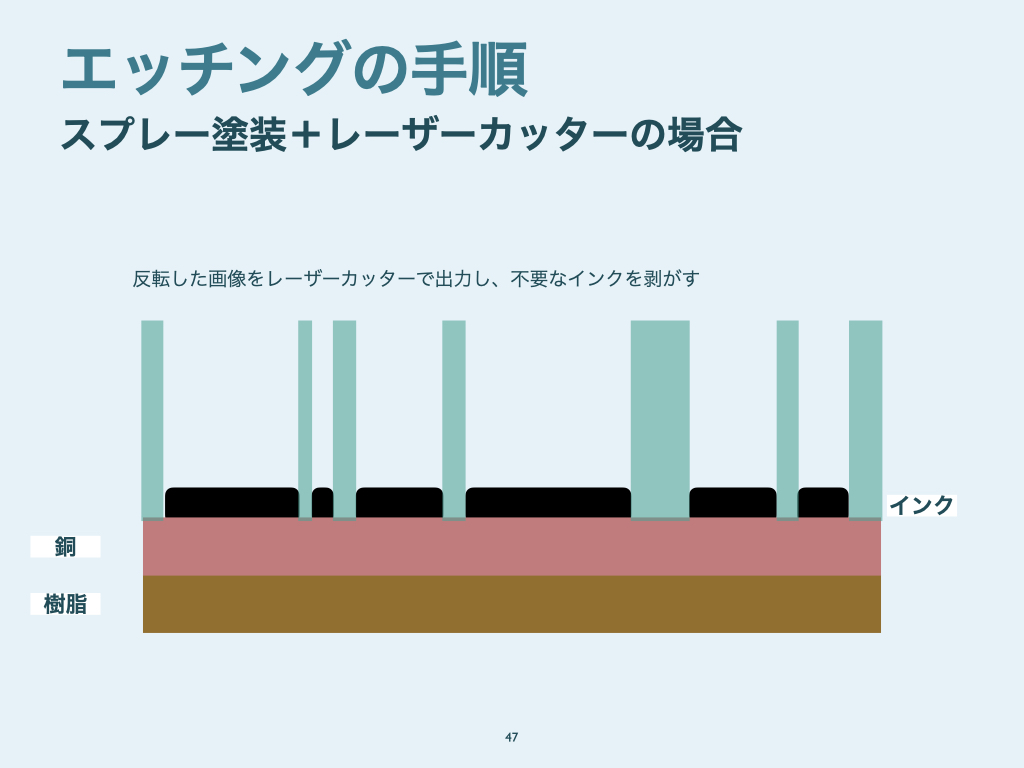 エッチングの手順
スプレー塗装＋レーザーカッターの場合
反転した画像をレーザーカッターで出力し、不要なインクを剥がす
インク
銅
樹脂
47